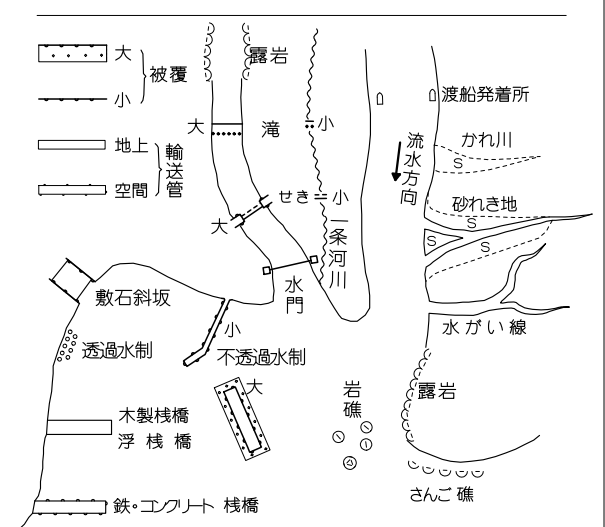 大
被覆
小
地上
輸送管
空間
露岩
大
滝
小
せき
小
大
一条河川
水門
渡船発着所
流水方向
かれ川
S
砂れき地
S
S
S
水がい線
敷石斜坂
透過水制
小
不透過水制
大
岩礁
露岩
木製桟橋
浮桟橋
さんご礁
鉄・コンクリート 桟橋